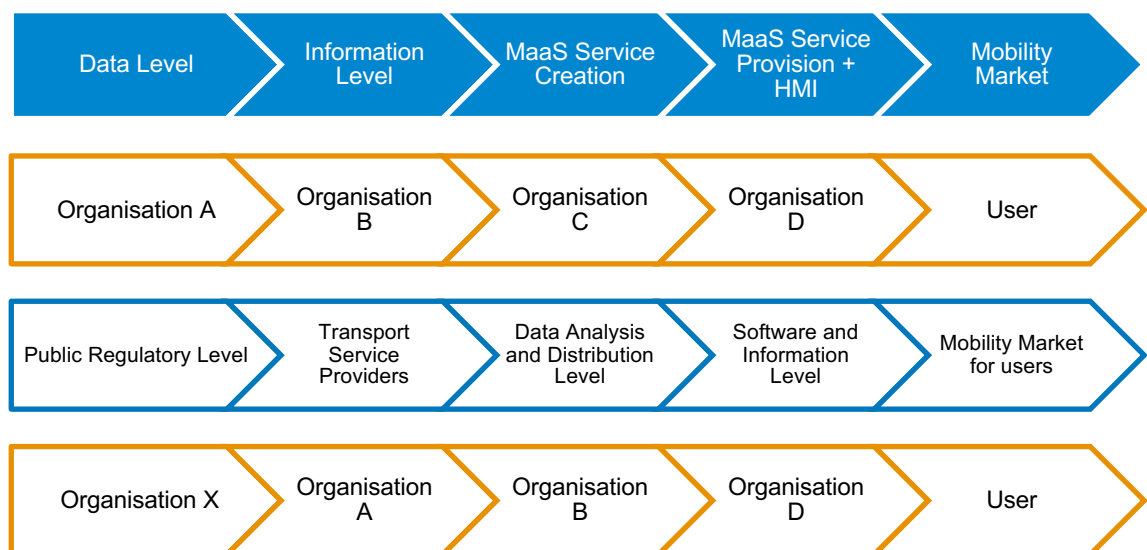 Data Level
Information
Level
MaaS Service
Creation
MaaS Service
Provision +
HMI
Mobility
Market
Organisation A
Organisation
B
Organisation
C
Organisation
D
User
Public Regulatory Level
Transport
Service
Providers
Data Analysis
and Distribution
Level
Software and
Information
Level
Mobility Market
for users
Organisation X
Organisation
A
Organisation
B
Organisation
D
User